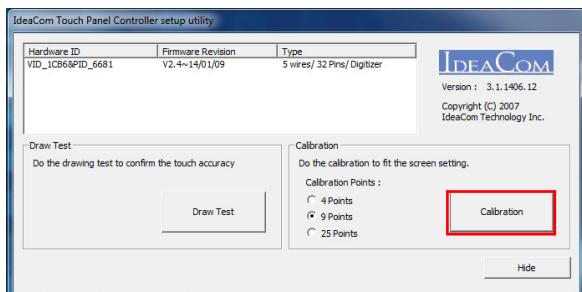 IdeaCom Touch Panel Controller setup utility
Hardware ID Firmware Revision Type
VID_1CB6&PID_6681 V2.4~14/01/09 5 wires/ 32 Pins/ Digitizer
IDEACOM
Version : 3.1.1406.12
Copyright (C) 2007
IdeaCom Technology Inc.
Draw Test
Do the drawing test to confirm the touch accuracy
Draw Test
Calibration
Do the calibration to fit the screen setting.
Calibration Points :
4 Points
9 Points
25 Points
Calibration
Hide